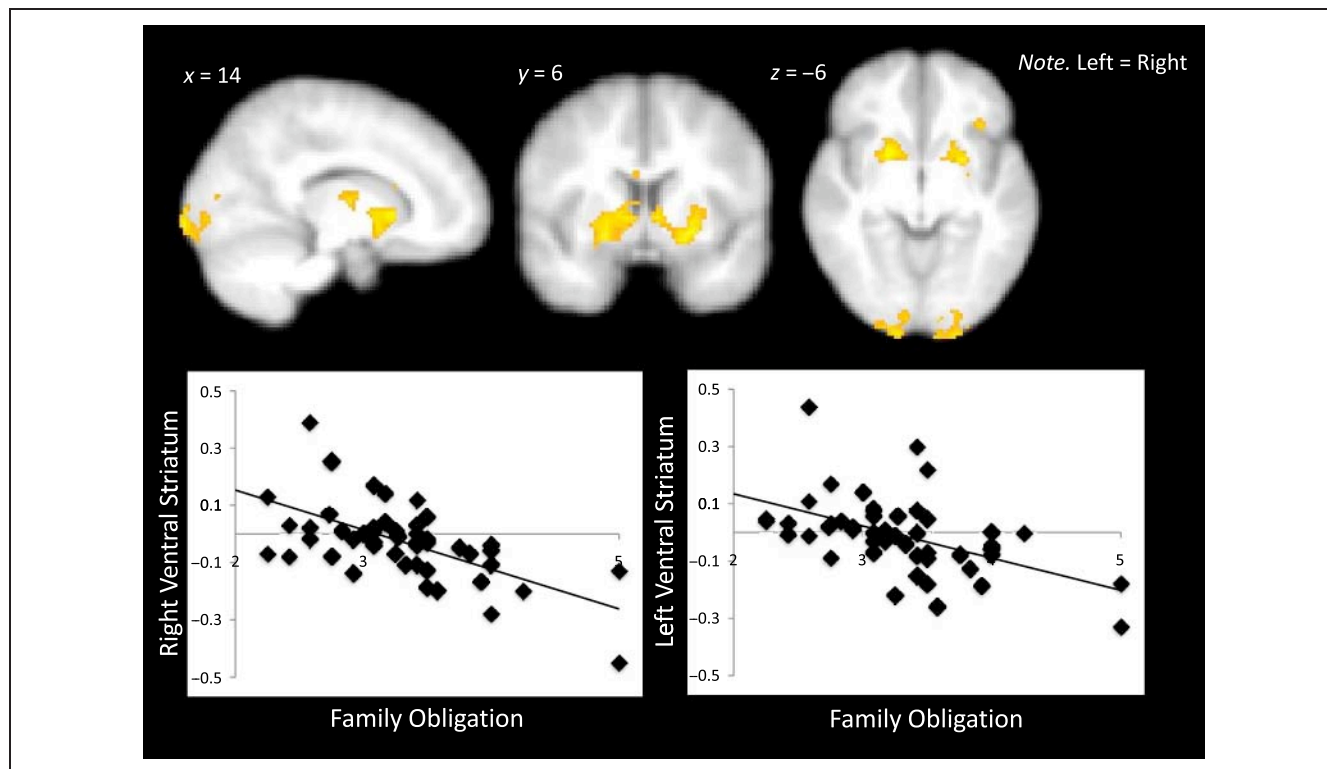 x = 14
y = 6
z = –6
Note. Left = Right
Right Ventral Striatum
0.5
0.3
0.1
–0.1
–0.3
–0.5
2
3
5
Family Obligation
Left Ventral Striatum
0.5
0.3
0.1
–0.1
–0.3
–0.5
2
3
5
Family Obligation